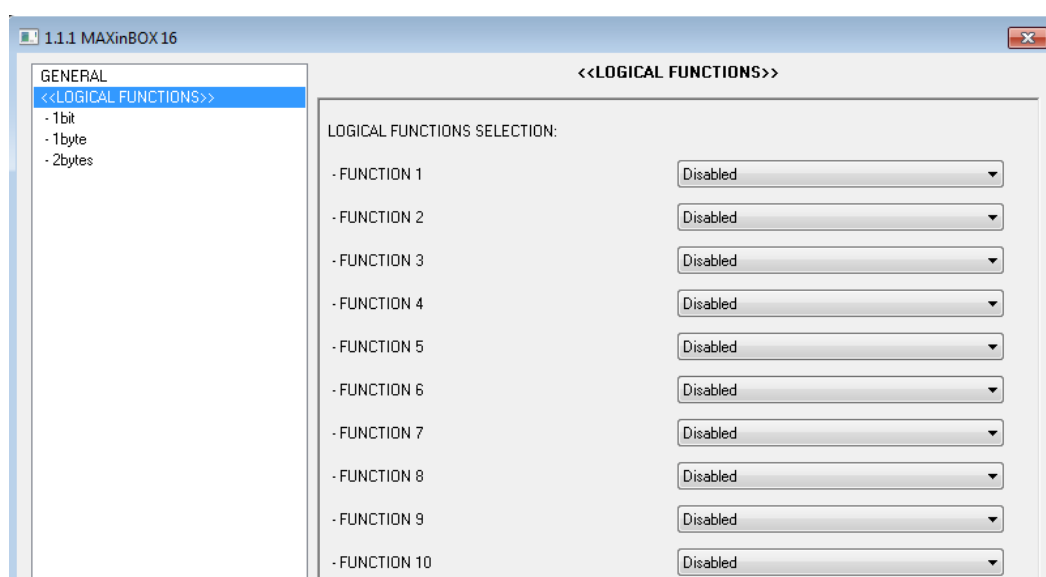 1.1.1 MAXinBOX 16
GENERAL
<<LOGICAL FUNCTIONS>>
- 1bit
- 1byte
- 2bytes
<<LOGICAL FUNCTIONS>>
LOGICAL FUNCTIONS SELECTION:
- FUNCTION 1 Disabled
- FUNCTION 2 Disabled
- FUNCTION 3 Disabled
- FUNCTION 4 Disabled
- FUNCTION 5 Disabled
- FUNCTION 6 Disabled
- FUNCTION 7 Disabled
- FUNCTION 8 Disabled
- FUNCTION 9 Disabled
- FUNCTION 10 Disabled